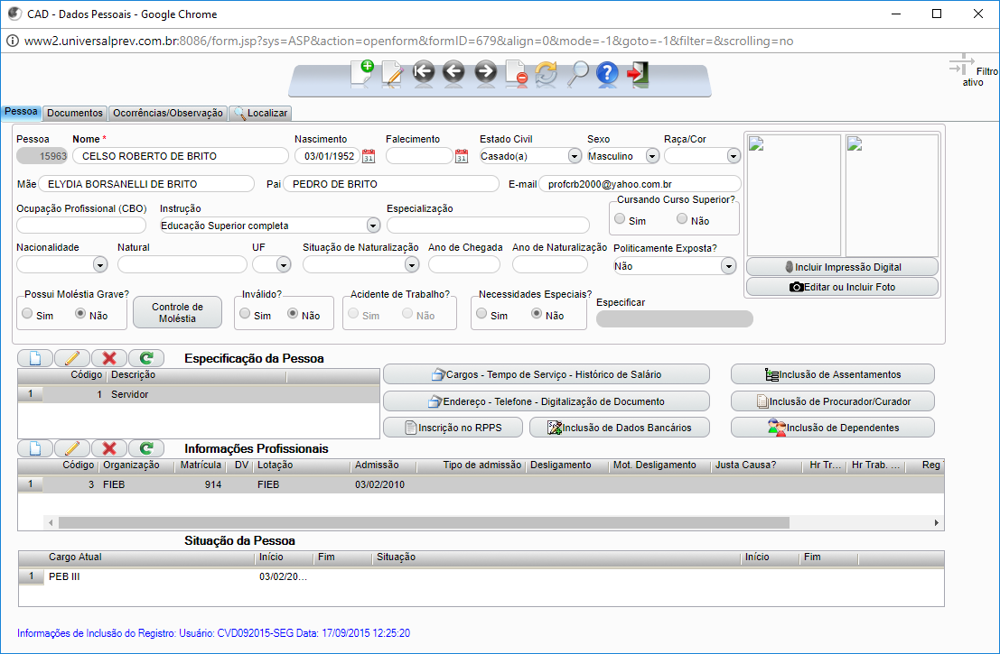 CAD - Dados Pessoais - Google Chrome
www2.universalprev.com.br:8086/form.jsp?sys=ASP&action=openform&formID=679&align=0&mode=-1&goto=-1&filter=&scrolling=no
Filtro ativo
Pessoa Documentos Ocorrências/Observação Localizar
Pessoa Nome * Nascimento Falecimento Estado Civil Sexo Raça/Cor
15963 CELSO ROBERTO DE BRITO 03/01/1952 31 31 Casado(a) Masculino
Mãe ELYDIA BORSANELLI DE BRITO Pai PEDRO DE BRITO E-mail profcrb2000@yahoo.com.br
Ocupação Profissional (CBO) Instrução Especialização Cursando Curso Superior?
Educação Superior completa Sim Não
Nacionalidade Natural UF Situação de Naturalização Ano de Chegada Ano de Naturalização Politicamente Exposta?
Não
Incluir Impressão Digital
Editar ou Incluir Foto
Possui Moléstia Grave? Inválido? Acidente de Trabalho? Necessidades Especiais? Especificar
Sim Não Controle de Moléstia Sim Não Sim Não Sim Não
Especificação da Pessoa
Código Descrição
1 1 Servidor
Cargos - Tempo de Serviço - Histórico de Salário Inclusão de Assentamentos
Endereço - Telefone - Digitalização de Documento Inclusão de Procurador/Curador
Inscrição no RPPS Inclusão de Dados Bancários Inclusão de Dependentes
Informações Profissionais
Código Organização Matrícula DV Lotação Admissão Tipo de admissão Desligamento Mot. Desligamento Justa Causa? Hr Tr... Hr Trab. ... Reg
1 3 FIEB 914 FIEB 03/02/2010
Situação da Pessoa
Cargo Atual Início Fim Situação Início Fim
1 PEB III 03/02/20...
Informações de Inclusão do Registro: Usuário: CVD092015-SEG Data: 17/09/2015 12:25:20